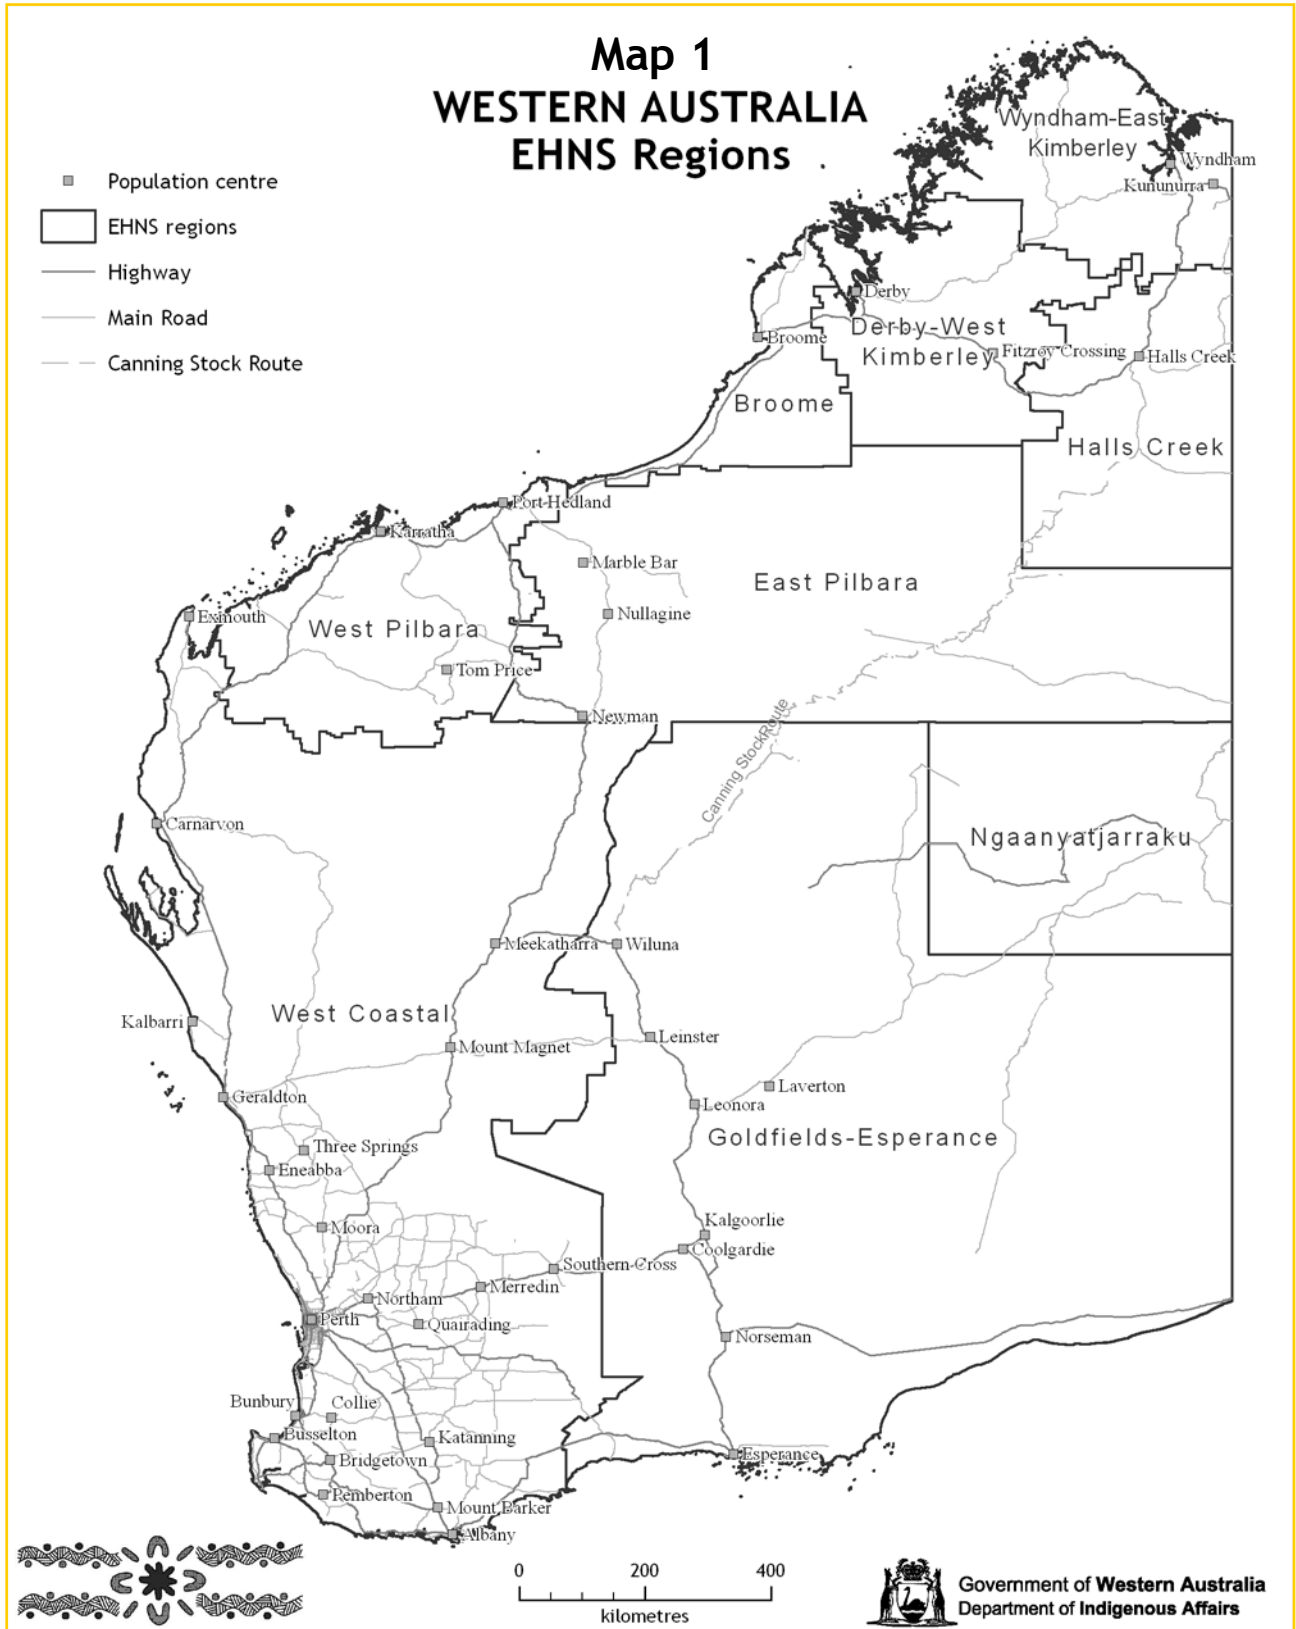 Map 1
WESTERN AUSTRALIA
EHNS Regions
Population centre
EHNS regions
Highway
Main Road
Canning Stock Route
Wyndham-East
Kimberley
Wyndham
Kununurra
Derby
Derby-West
Kimberley
Broome
Fitzroy Crossing
Halls Creek
Broome
Halls Creek
Port Hedland
Karratha
Marble Bar
East Pilbara
Exmouth
Nullagine
West Pilbara
Tom Price
Newman
Canning StockRoute
Carnarvon
Ngaanyatjarraku
Meekatharra
Wiluna
West Coastal
Kalbarri
Leinster
Mount Magnet
Laverton
Geraldton
Leonora
Goldfields-Esperance
Three Springs
Eneabba
Kalgoorlie
Moora
Coolgardie
Southern-Cross
Merredin
Northam
Perth
Quairading
Norseman
Bunbury
Collie
Busselton
Katanning
Esperance
Bridgetown
Pemberton
Mount Barker
Albany
0 200 400
kilometres
Government of Western Australia
Department of Indigenous Affairs